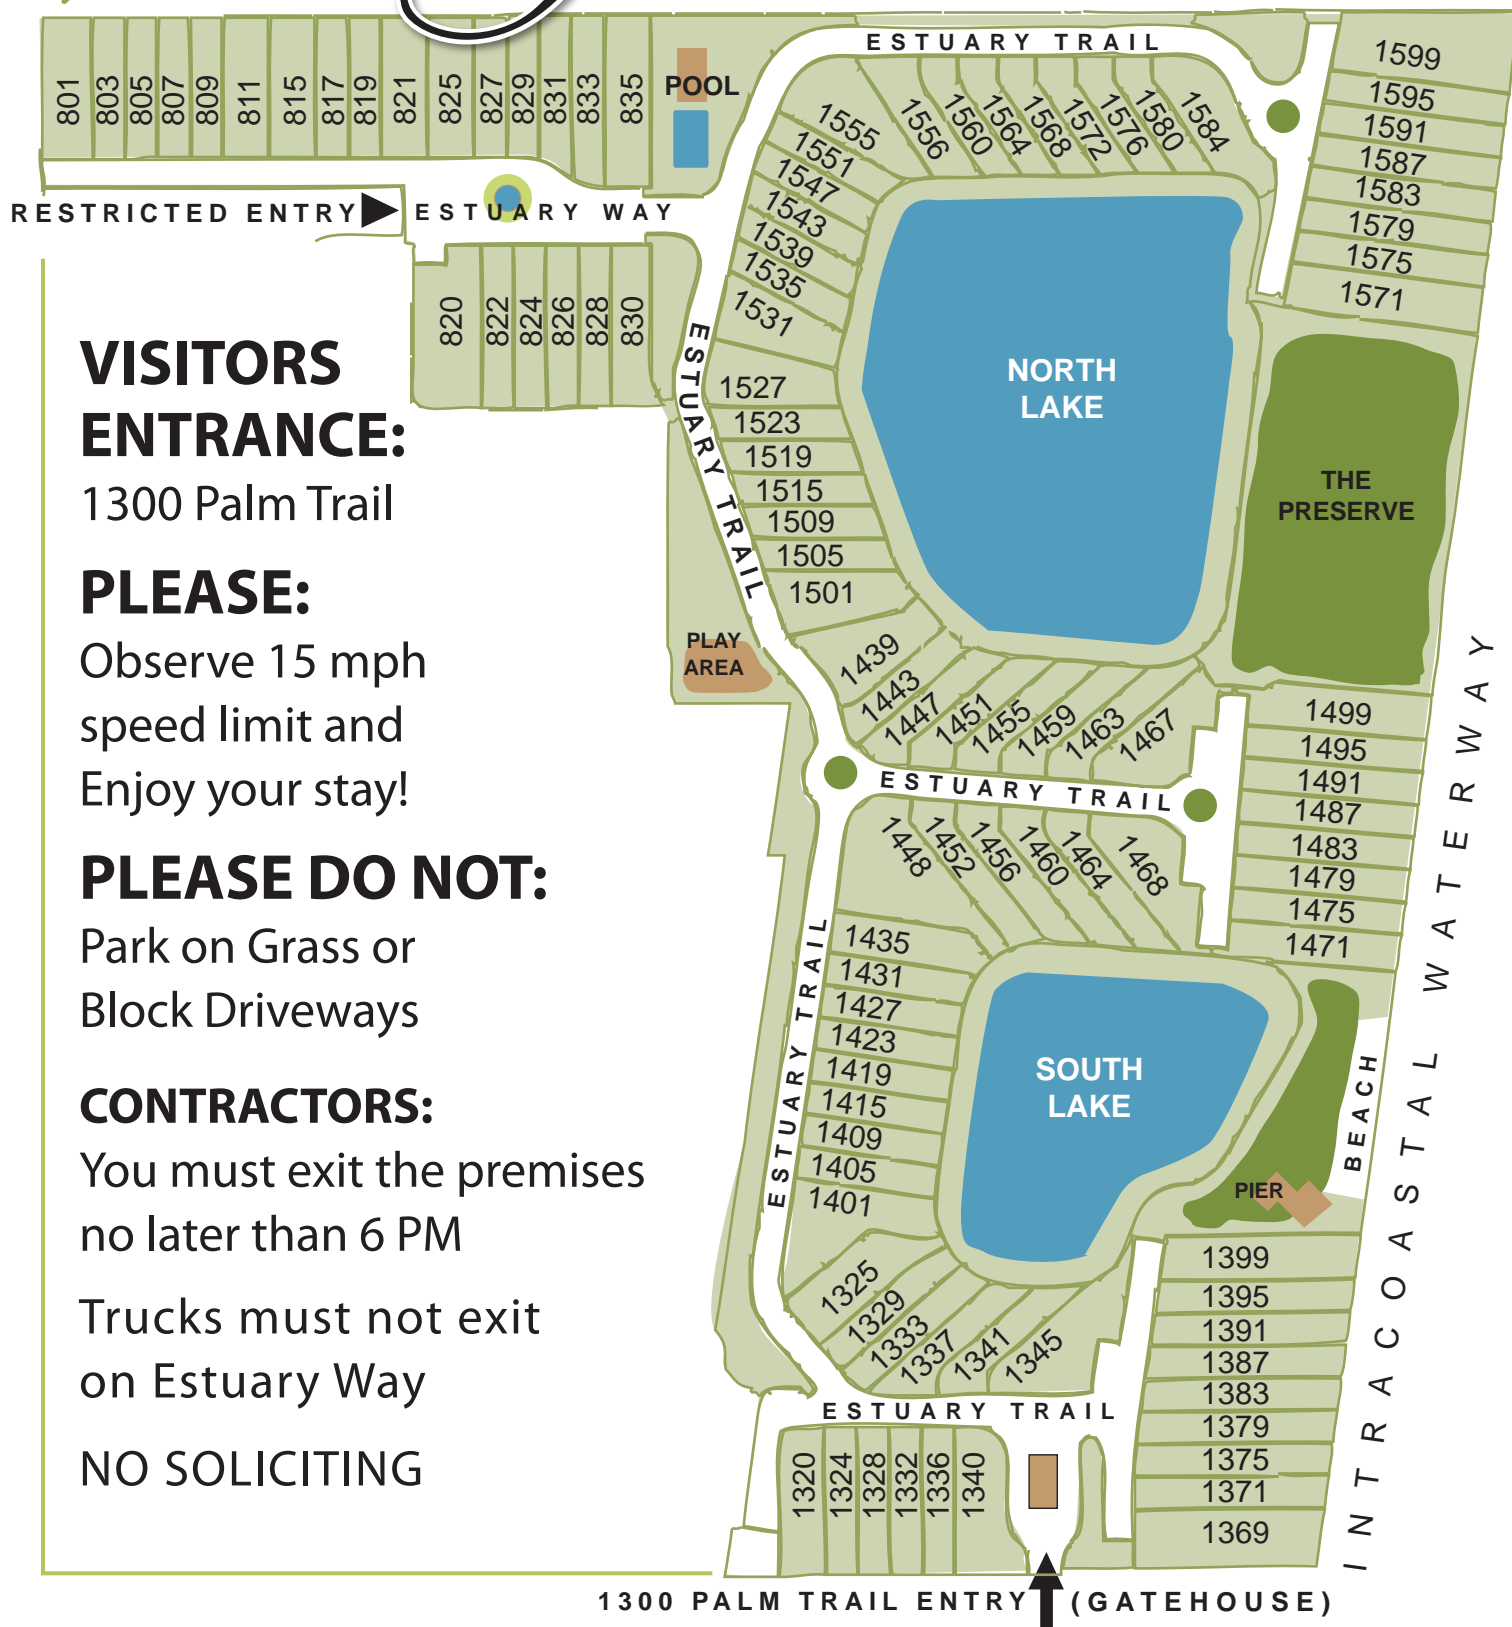 ESTUARY TRAIL
801
803
805
807
809
811
815
817
819
821
825
827
829
831
833
835
POOL
RESTRICTED ENTRY
ESTUARY WAY
820
822
824
826
828
830
1555
1551
1547
1543
1539
1535
1531
1556
1560
1564
1568
1572
1576
1580
1584
1599
1595
1591
1587
1583
1579
1575
1571
ESTUARY TRAIL
1527
1523
1519
1515
1509
1505
1501
NORTH
LAKE
THE
PRESERVE
VISITORS
ENTRANCE:
1300 Palm Trail
PLEASE:
Observe 15 mph
speed limit and
Enjoy your stay!
PLEASE DO NOT:
Park on Grass or
Block Driveways
CONTRACTORS:
You must exit the premises
no later than 6 PM
Trucks must not exit
on Estuary Way
NO SOLICITING
PLAY
AREA
1439
1443
1447
1451
1455
1459
1463
1467
ESTUARY TRAIL
1499
1495
1491
1487
1483
1479
1475
1471
1448
1452
1456
1460
1464
1468
ESTUARY TRAIL
1435
1431
1427
1423
1419
1415
1409
1405
1401
SOUTH
LAKE
BEACH
PIER
INTRACOASTAL WATERWAY
1325
1329
1333
1337
1341
1345
1399
1395
1391
1387
1383
1379
1375
1371
1369
ESTUARY TRAIL
1320
1324
1328
1332
1336
1340
1300 PALM TRAIL ENTRY (GATEHOUSE)